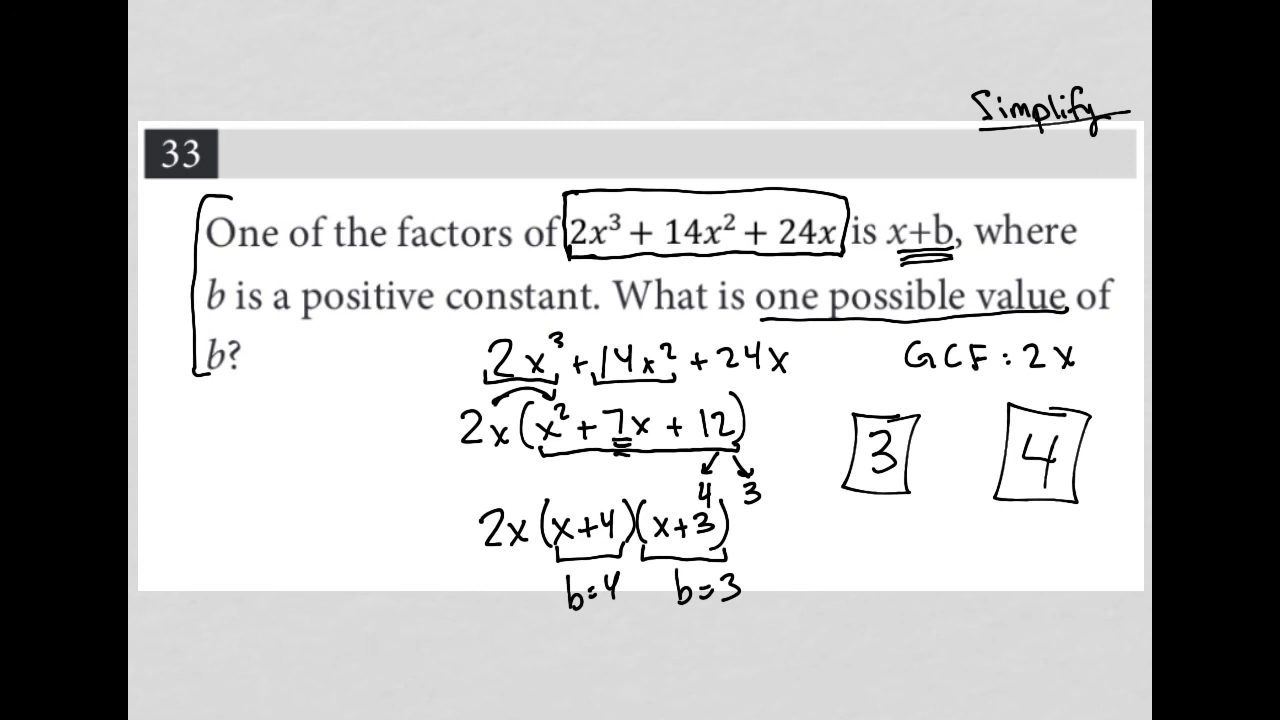 Simplify
33
One of the factors of 2x³ + 14x² + 24x is x+b, where
b is a positive constant. What is one possible value of
b?
2x³ + 14x² + 24x
GCF: 2x
2x(x² + 7x + 12)
3
4
4 3
2x(x+4)(x+3)
b=4 b=3